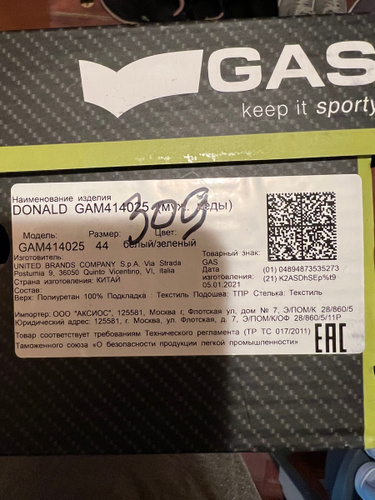 GAS
keep it sporty
Наименование изделия
DONALD GAM414025 (муж. кеды)
309
Модель: Размер: Цвет:
GAM414025 44 белый/зеленый
Изготовитель
UNITED BRANDS COMPANY S.p.A. Via Strada
Postumia 9, 36050 Quinto Vicentino, VI, Italia
Страна изготовления: КИТАЙ
Состав:
Верх: Полиуретан 100% Подкладка : Текстиль Подошва: ТПР Стелька: Текстиль
Товарный знак:
GAS
Дата
изготовления:
05.01.2021
(01) 04894873535273
(21) K2ASDhSEp%t9
Импортер: ООО "АКСИОС", 125581, г. Москва, г, Флотская ул, дом № 7, Э/ПОМ/К 28/860/5
Юридический адрес: 125581, г. Москва, ул. Флотская, д. 7, Э/ПОМ/К/ОФ 28/860/5/11Р
Товар соответствует требованиям Технического регламента (ТР ТС 017/2011)
Таможенного союза «О безопасности продукции легкой промышленности»
EAC